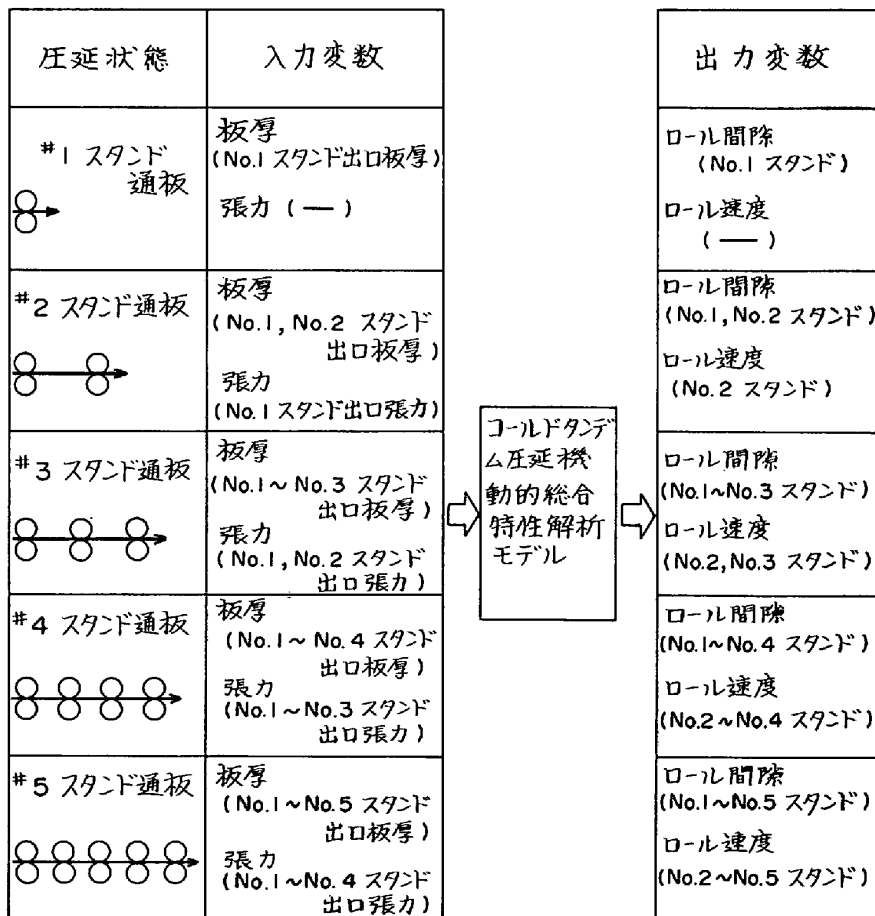 圧延状態
入力変数
#1 スタンド
通板
板厚
(No.1 スタンド出口板厚)
張力 (—)
#2 スタンド通板
板厚
(No.1, No.2 スタンド
出口板厚)
張力
(No.1 スタンド出口張力)
#3 スタンド通板
板厚
(No.1~No.3 スタンド
出口板厚)
張力
(No.1, No.2 スタンド
出口張力)
#4 スタンド通板
板厚
(No.1~No.4 スタンド
出口板厚)
張力
(No.1~No.3 スタンド
出口張力)
#5 スタンド通板
板厚
(No.1~No.5 スタンド
出口板厚)
張力
(No.1~No.4 スタンド
出口張力)
コールドタンデ
ム圧延機
動的総合
特性解析
モデル
出力変数
ロール間隙
(No.1 スタンド)
ロール速度
(—)
ロール間隙
(No.1, No.2 スタンド)
ロール速度
(No.2 スタンド)
ロール間隙
(No.1~No.3 スタンド)
ロール速度
(No.2, No.3 スタンド)
ロール間隙
(No.1~No.4 スタンド)
ロール速度
(No.2~No.4 スタンド)
ロール間隙
(No.1~No.5 スタンド)
ロール速度
(No.2~No.5 スタンド)